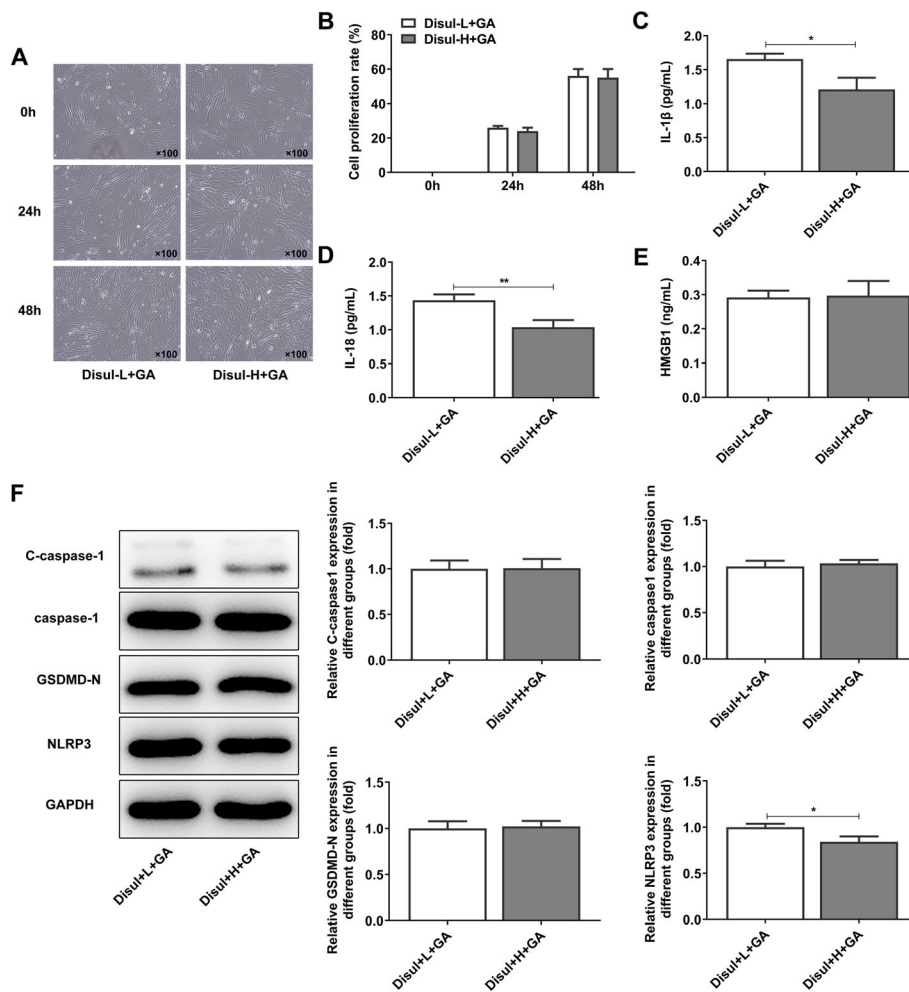 A
0h
×100
×100
24h
×100
×100
48h
×100
×100
Disul-L+GA
Disul-H+GA
B
Disul-L+GA
Disul-H+GA
Cell proliferation rate (%)
80
60
40
20
0
0h
24h
48h
C
*
IL-1β (pg/mL)
2.0
1.5
1.0
0.5
0.0
Disul-L+GA
Disul-H+GA
D
**
IL-18 (pg/mL)
2.0
1.5
1.0
0.5
0.0
Disul-L+GA
Disul-H+GA
E
HMGB1 (ng/mL)
0.4
0.3
0.2
0.1
0.0
Disul-L+GA
Disul-H+GA
F
C-caspase-1
caspase-1
GSDMD-N
NLRP3
GAPDH
Disul+L+GA
Disul+H+GA
Relative C-caspase1 expression in
different groups (fold)
1.5
1.0
0.5
0.0
Disul+L+GA
Disul+H+GA
Relative caspase1 expression in
different groups (fold)
1.5
1.0
0.5
0.0
Disul+L+GA
Disul+H+GA
Relative GSDMD-N expression in
different groups (fold)
1.5
1.0
0.5
0.0
Disul+L+GA
Disul+H+GA
*
Relative NLRP3 expression in
different groups (fold)
1.5
1.0
0.5
0.0
Disul+L+GA
Disul+H+GA